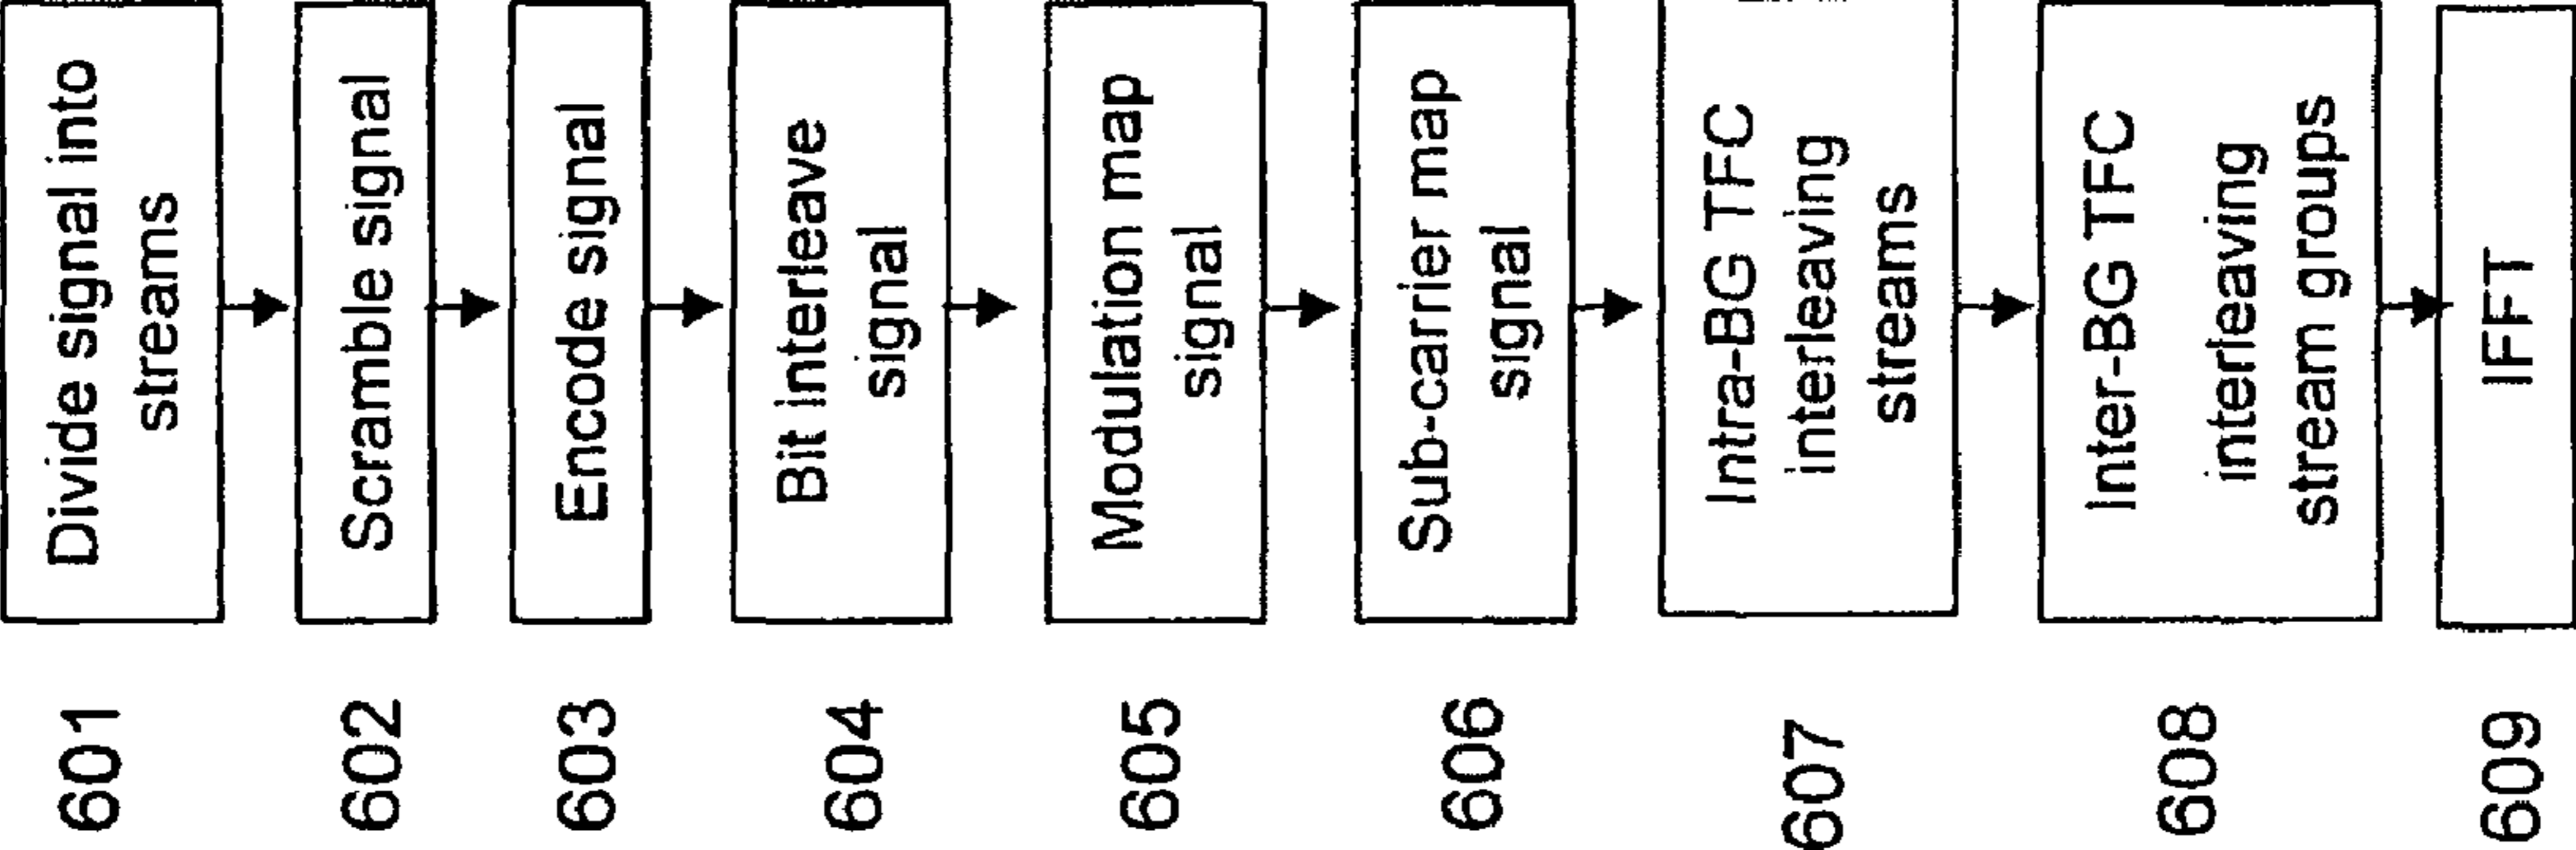 601
Divide signal into
streams
602
Scramble signal
603
Encode signal
604
Bit interleave
signal
605
Modulation map
signal
606
Sub-carrier map
signal
607
Intra-BG TFC
interleaving
streams
608
Inter-BG TFC
interleaving
stream groups
609
IFFT